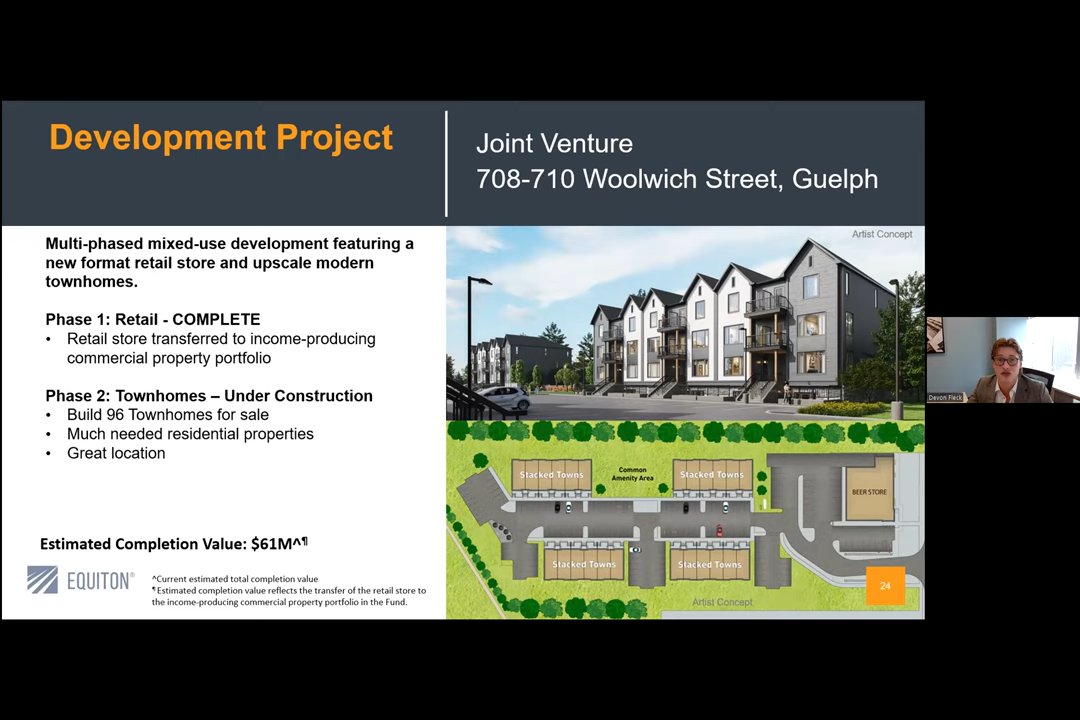 Development Project
Joint Venture
708-710 Woolwich Street, Guelph
Multi-phased mixed-use development featuring a
new format retail store and upscale modern
townhomes.
Phase 1: Retail - COMPLETE
• Retail store transferred to income-producing
commercial property portfolio
Phase 2: Townhomes – Under Construction
• Build 96 Townhomes for sale
• Much needed residential properties
• Great location
Estimated Completion Value: $61M^¶
EQUITON®
^Current estimated total completion value
¶Estimated completion value reflects the transfer of the retail store to
the income-producing commercial property portfolio in the Fund.
Artist Concept
Stacked Towns
Common
Amenity Area
Stacked Towns
BEER STORE
Stacked Towns
Stacked Towns
Artist Concept
24
Devon Fleck